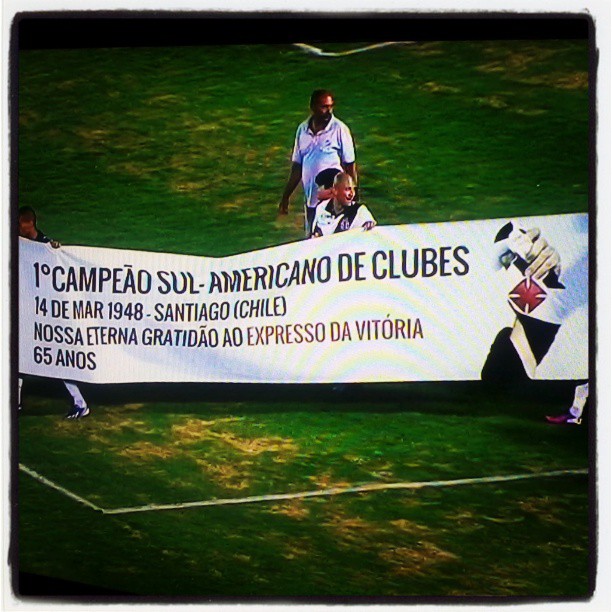 1º CAMPEÃO SUL-AMERICANO DE CLUBES
14 DE MAR 1948 - SANTIAGO (CHILE)
NOSSA ETERNA GRATIDÃO AO EXPRESSO DA VITÓRIA
65 ANOS